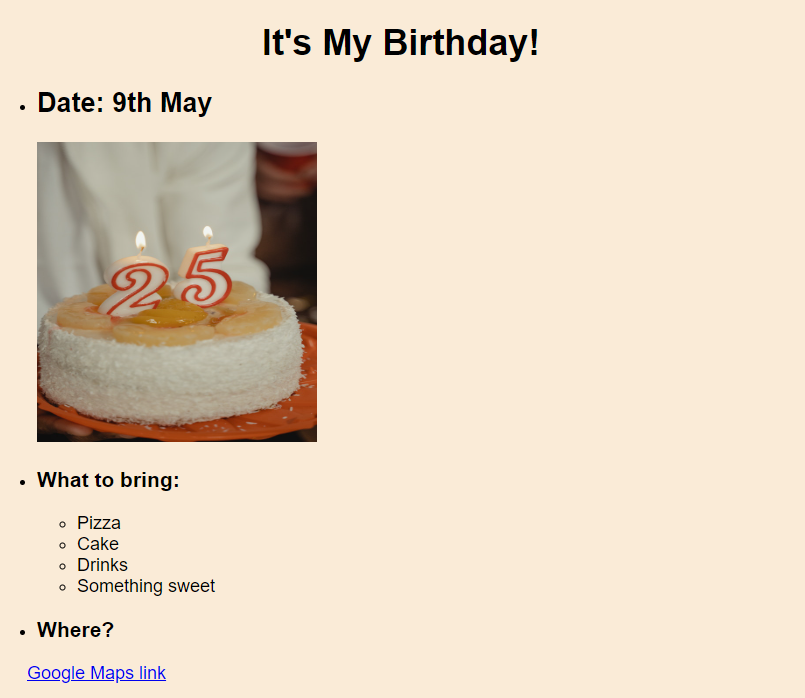 It's My Birthday!
Date: 9th May
25
What to bring:
Pizza
Cake
Drinks
Something sweet
Where?
Google Maps link